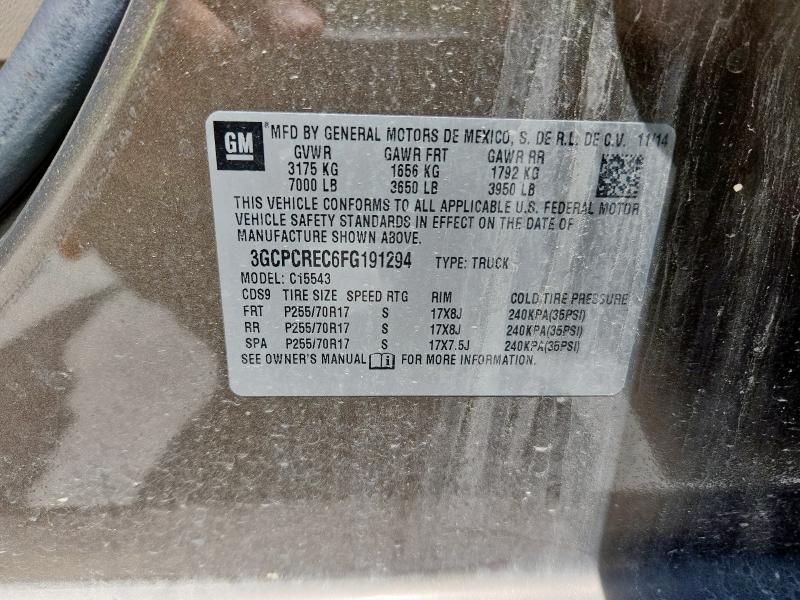 GM ® MFD BY GENERAL MOTORS DE MEXICO, S. DE R.L. DE C.V. 11/14
GVWR GAWR FRT GAWR RR
3175 KG 1656 KG 1792 KG
7000 LB 3650 LB 3950 LB
THIS VEHICLE CONFORMS TO ALL APPLICABLE U.S. FEDERAL MOTOR
VEHICLE SAFETY STANDARDS IN EFFECT ON THE DATE OF
MANUFACTURE SHOWN ABOVE.
3GCPCREC6FG191294 TYPE: TRUCK
MODEL: C15543
CDS9 TIRE SIZE SPEED RTG RIM COLD TIRE PRESSURE
FRT P255/70R17 S 17X8J 240KPA(35PSI)
RR P255/70R17 S 17X8J 240KPA(35PSI)
SPA P255/70R17 S 17X7.5J 240KPA(35PSI)
SEE OWNER'S MANUAL FOR MORE INFORMATION.